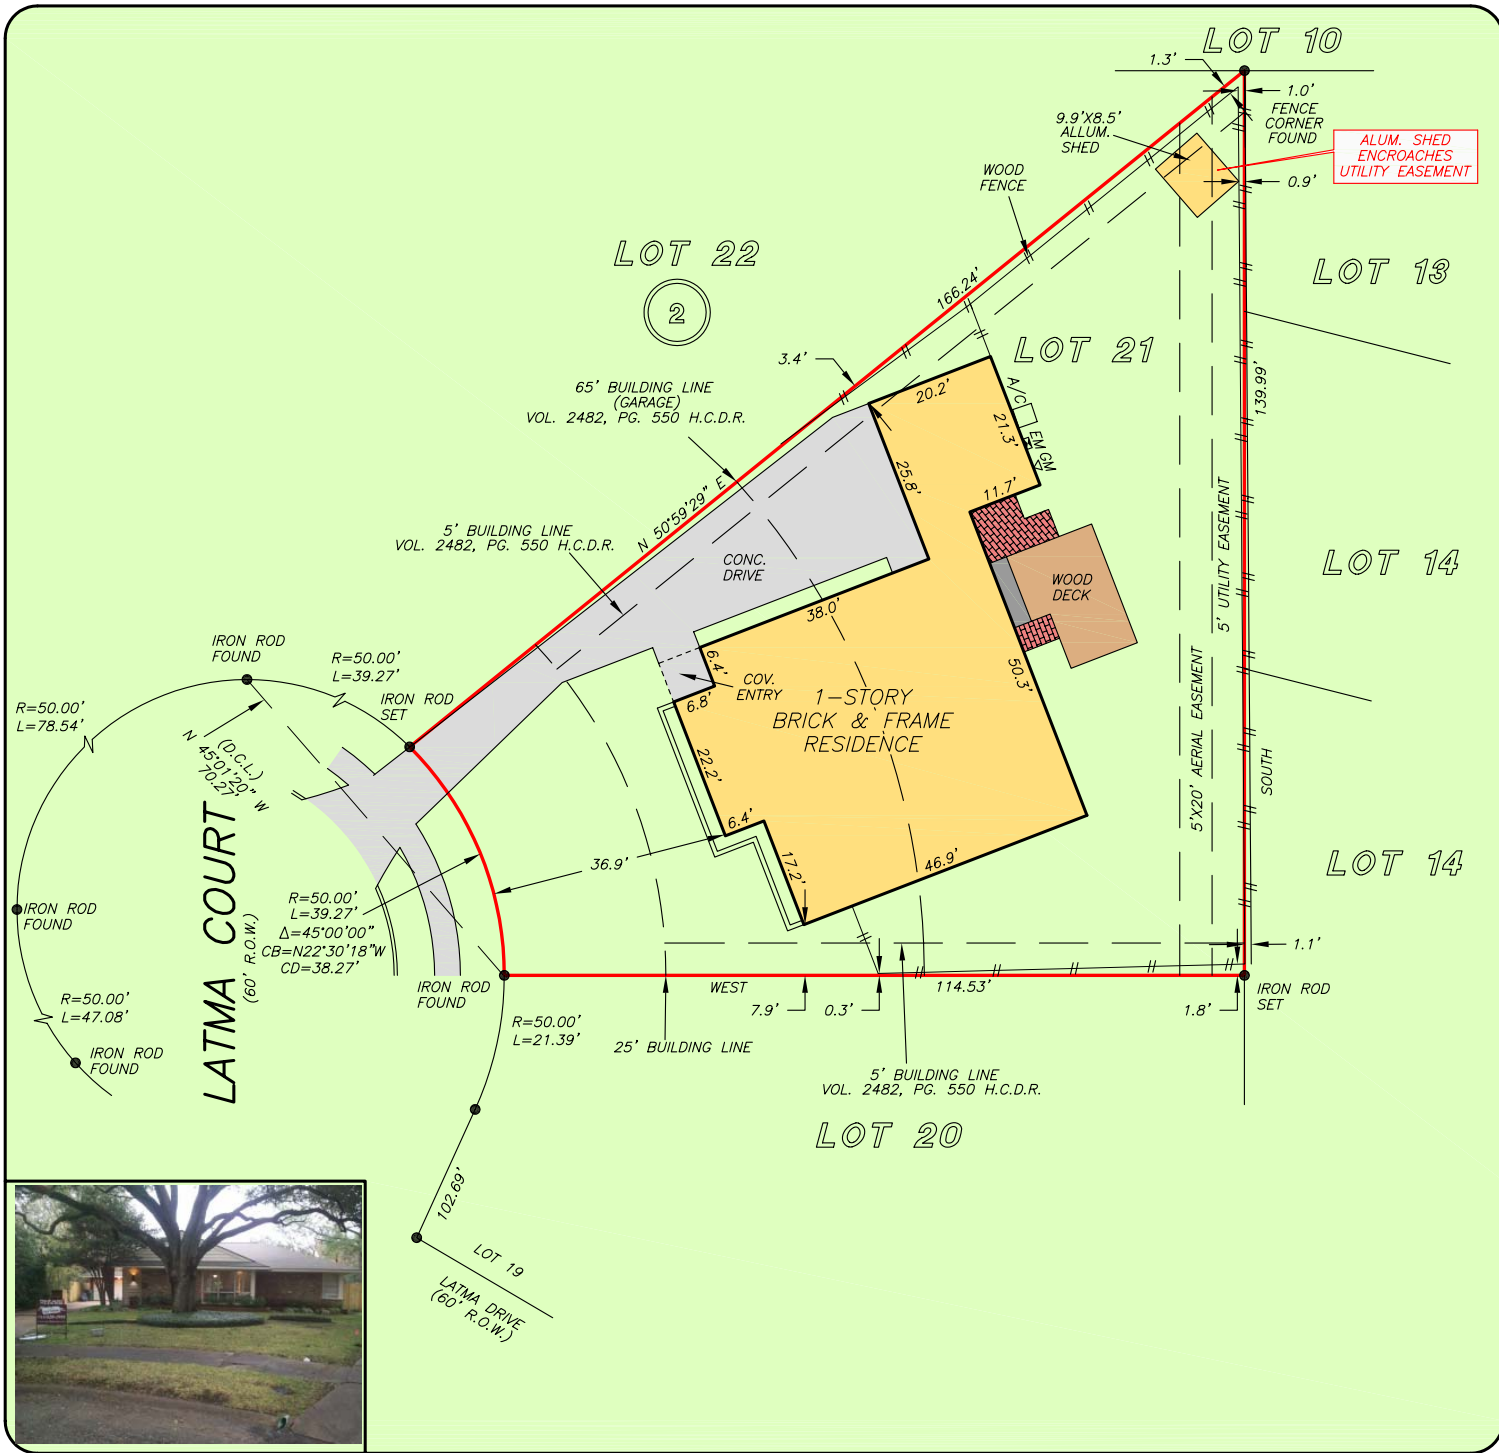 LOT 10
1.3'
1.0'
FENCE
CORNER
FOUND
9.9'X8.5'
ALLUM.
SHED
ALUM. SHED
ENCROACHES
UTILITY EASEMENT
0.9'
WOOD
FENCE
LOT 22
2
LOT 13
166.24'
LOT 21
3.4'
139.99'
65' BUILDING LINE
(GARAGE)
VOL. 2482, PG. 550 H.C.D.R.
20.2'
A/C
21.3'
EM GM
25.8'
11.7'
N 50°59'29" E
5' BUILDING LINE
VOL. 2482, PG. 550 H.C.D.R.
5' UTILITY EASEMENT
CONC.
DRIVE
WOOD
DECK
LOT 14
38.0'
IRON ROD
FOUND
R=50.00'
L=39.27'
6.4'
COV.
ENTRY
50.3'
R=50.00'
L=78.54'
IRON ROD
SET
6.8'
1-STORY
BRICK & FRAME
RESIDENCE
5'X20' AERIAL EASEMENT
(D.C.L.)
N 45°01'20" W
70.27'
22.2'
SOUTH
LATMA COURT
(60' R.O.W.)
6.4'
36.9'
17.2'
46.9'
LOT 14
R=50.00'
L=39.27'
Δ=45°00'00"
CB=N22°30'18"W
CD=38.27'
IRON ROD
FOUND
1.1'
IRON ROD
FOUND
WEST
114.53'
IRON ROD
SET
R=50.00'
L=47.08'
7.9'
0.3'
1.8'
R=50.00'
L=21.39'
25' BUILDING LINE
IRON ROD
FOUND
5' BUILDING LINE
VOL. 2482, PG. 550 H.C.D.R.
LOT 20
102.69'
LOT 19
LATMA DRIVE
(60' R.O.W.)